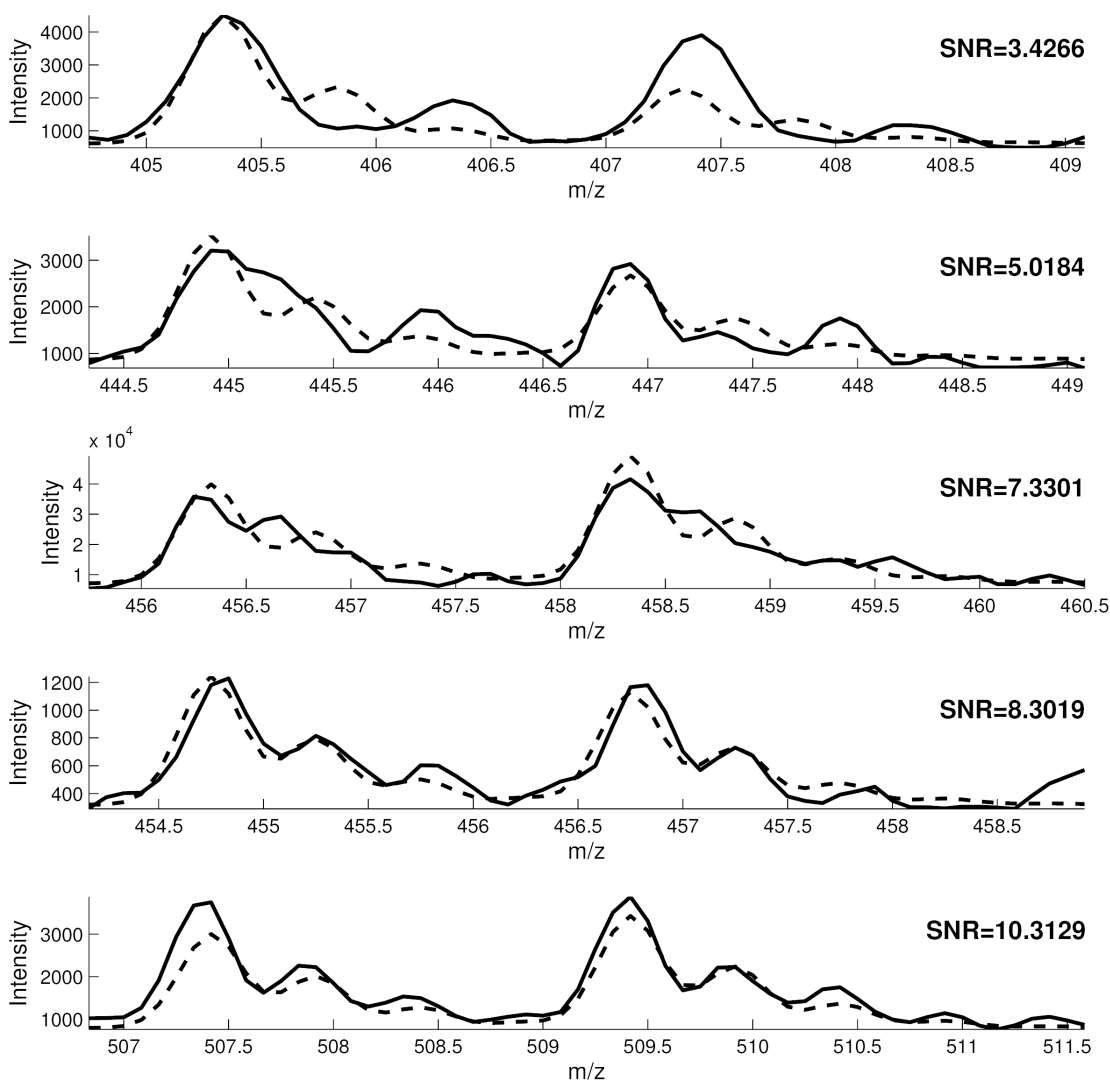 SNR=3.4266
Intensity
4000
3000
2000
1000
405 405.5 406 406.5 407 407.5 408 408.5 409
m/z
SNR=5.0184
Intensity
3000
2000
1000
444.5 445 445.5 446 446.5 447 447.5 448 448.5 449
m/z
x 10^4
SNR=7.3301
Intensity
4
3
2
1
456 456.5 457 457.5 458 458.5 459 459.5 460 460.5
m/z
SNR=8.3019
Intensity
1200
1000
800
600
400
454.5 455 455.5 456 456.5 457 457.5 458 458.5
m/z
SNR=10.3129
Intensity
3000
2000
1000
507 507.5 508 508.5 509 509.5 510 510.5 511 511.5
m/z